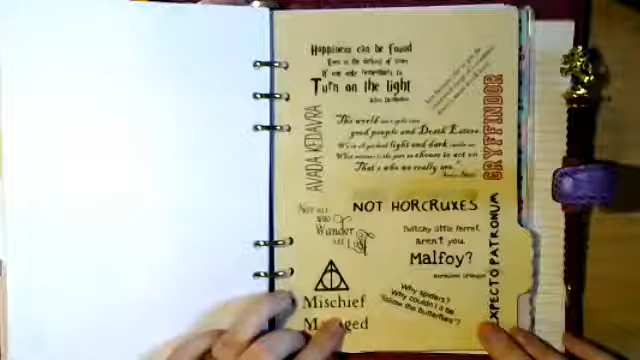 Happiness can be found
Even in the darkest of times
If one only remembers to
Turn on the light
Albus Dumbledore
GRYFFINDOR
AVADA KEDAVRA
The world isn't split into
good people and Death Eaters.
We've all got both light and dark inside us.
What matters is the part we choose to act on
That's who we really are."
NOT HORCRUXES
Not all
who
Wander
are Lost
Twitchy little ferret
aren't you
Malfoy?
Hermione Granger
EXPECTO PATRONUM
Mischief
Managed
Why spiders?
Why couldn't it be
"follow the butterflies"?